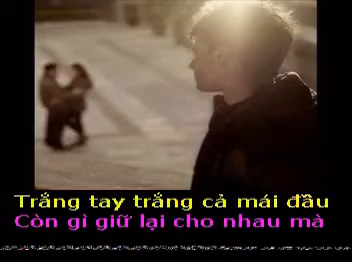 Trắng tay trắng cả mái đầu
Còn gì giữ lại cho nhau mà